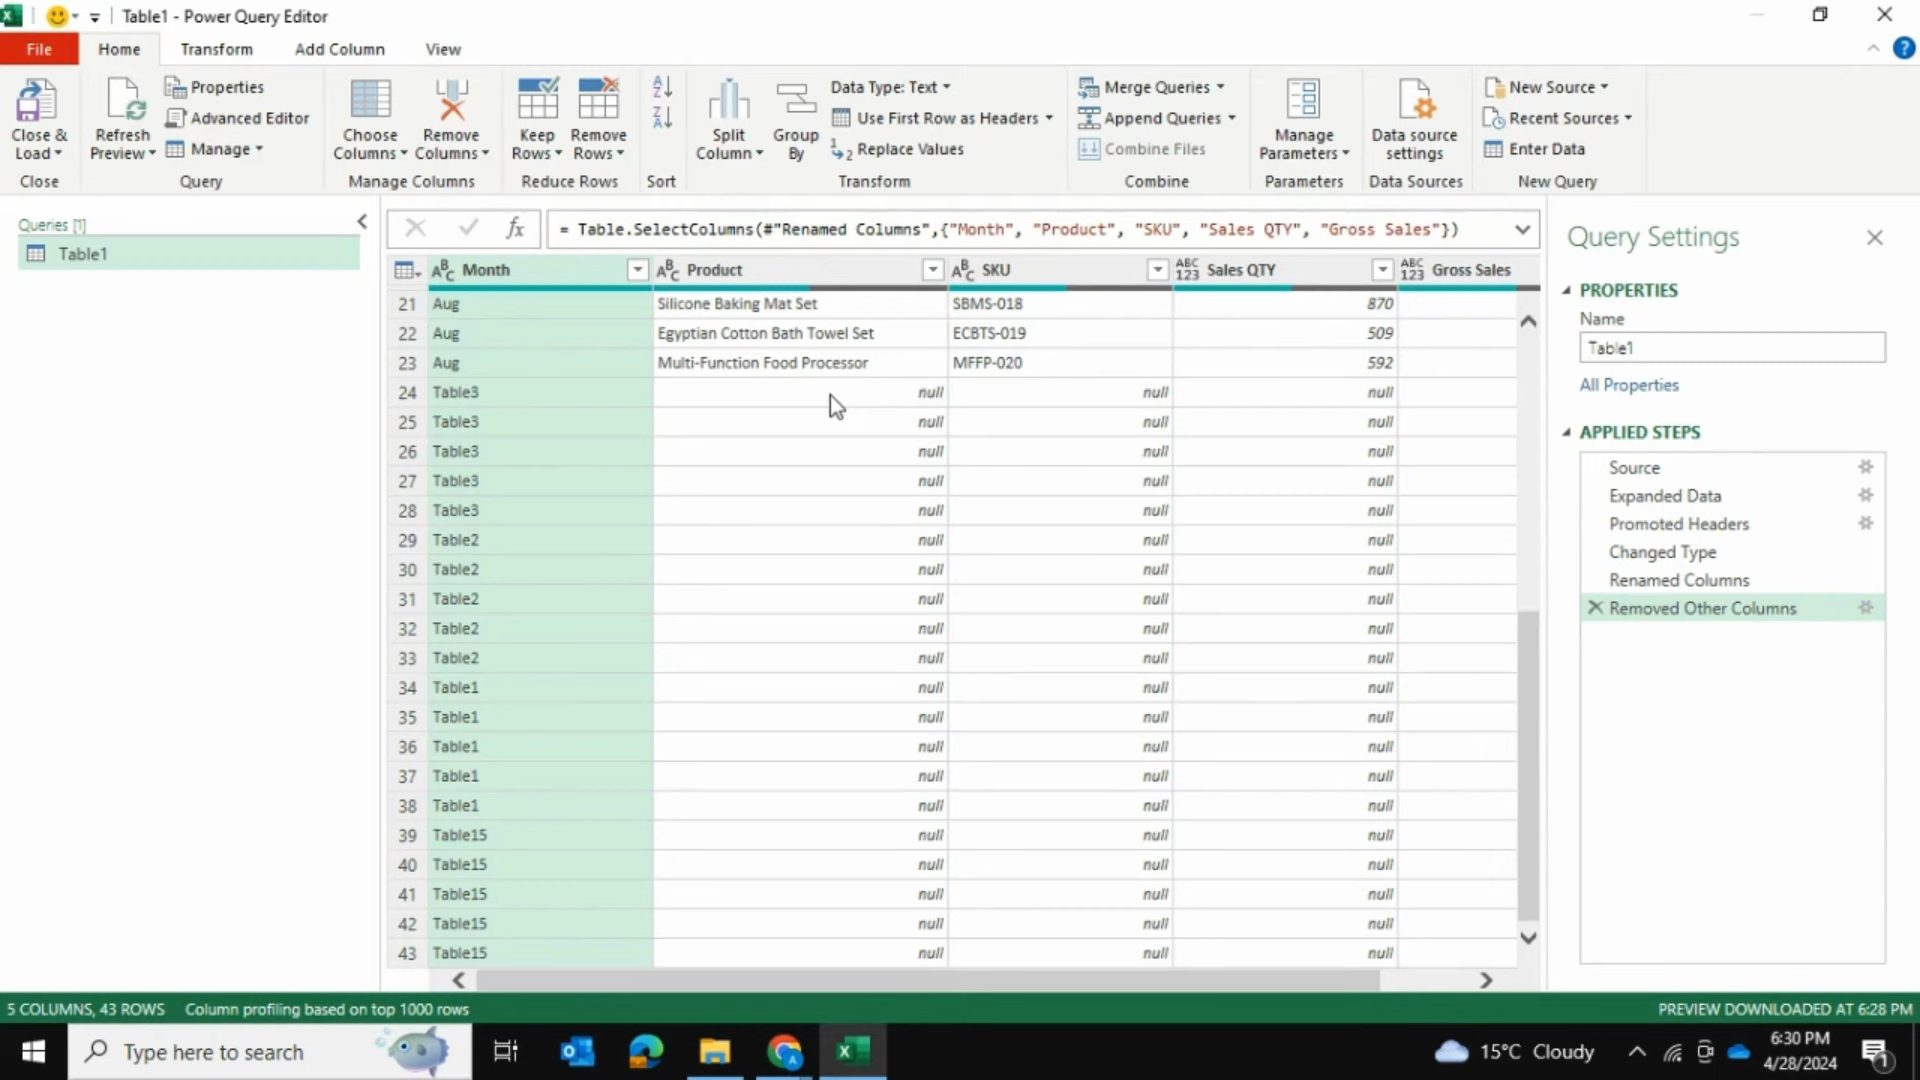 Table1 - Power Query Editor
File Home Transform Add Column View
Close & Load
Close
Refresh Preview
Properties
Advanced Editor
Manage
Query
Choose Columns
Remove Columns
Manage Columns
Keep Rows
Remove Rows
Reduce Rows
Sort
Split Column
Group By
Data Type: Text
Use First Row as Headers
Replace Values
Transform
Merge Queries
Append Queries
Combine Files
Combine
Manage Parameters
Parameters
Data source settings
Data Sources
New Source
Recent Sources
Enter Data
New Query
Queries [1]
Table1
fx = Table.SelectColumns(#"Renamed Columns",{"Month", "Product", "SKU", "Sales QTY", "Gross Sales"})
ABC Month ABC Product ABC SKU ABC 123 Sales QTY ABC 123 Gross Sales
21 Aug Silicone Baking Mat Set SBMS-018 870
22 Aug Egyptian Cotton Bath Towel Set ECBTS-019 509
23 Aug Multi-Function Food Processor MFFP-020 592
24 Table3 null null null
25 Table3 null null null
26 Table3 null null null
27 Table3 null null null
28 Table3 null null null
29 Table2 null null null
30 Table2 null null null
31 Table2 null null null
32 Table2 null null null
33 Table2 null null null
34 Table1 null null null
35 Table1 null null null
36 Table1 null null null
37 Table1 null null null
38 Table1 null null null
39 Table15 null null null
40 Table15 null null null
41 Table15 null null null
42 Table15 null null null
43 Table15 null null null
Query Settings
PROPERTIES
Name
Table1
All Properties
APPLIED STEPS
Source
Expanded Data
Promoted Headers
Changed Type
Renamed Columns
Removed Other Columns
5 COLUMNS, 43 ROWS Column profiling based on top 1000 rows PREVIEW DOWNLOADED AT 6:28 PM
Type here to search
15°C Cloudy
6:30 PM
4/28/2024
1